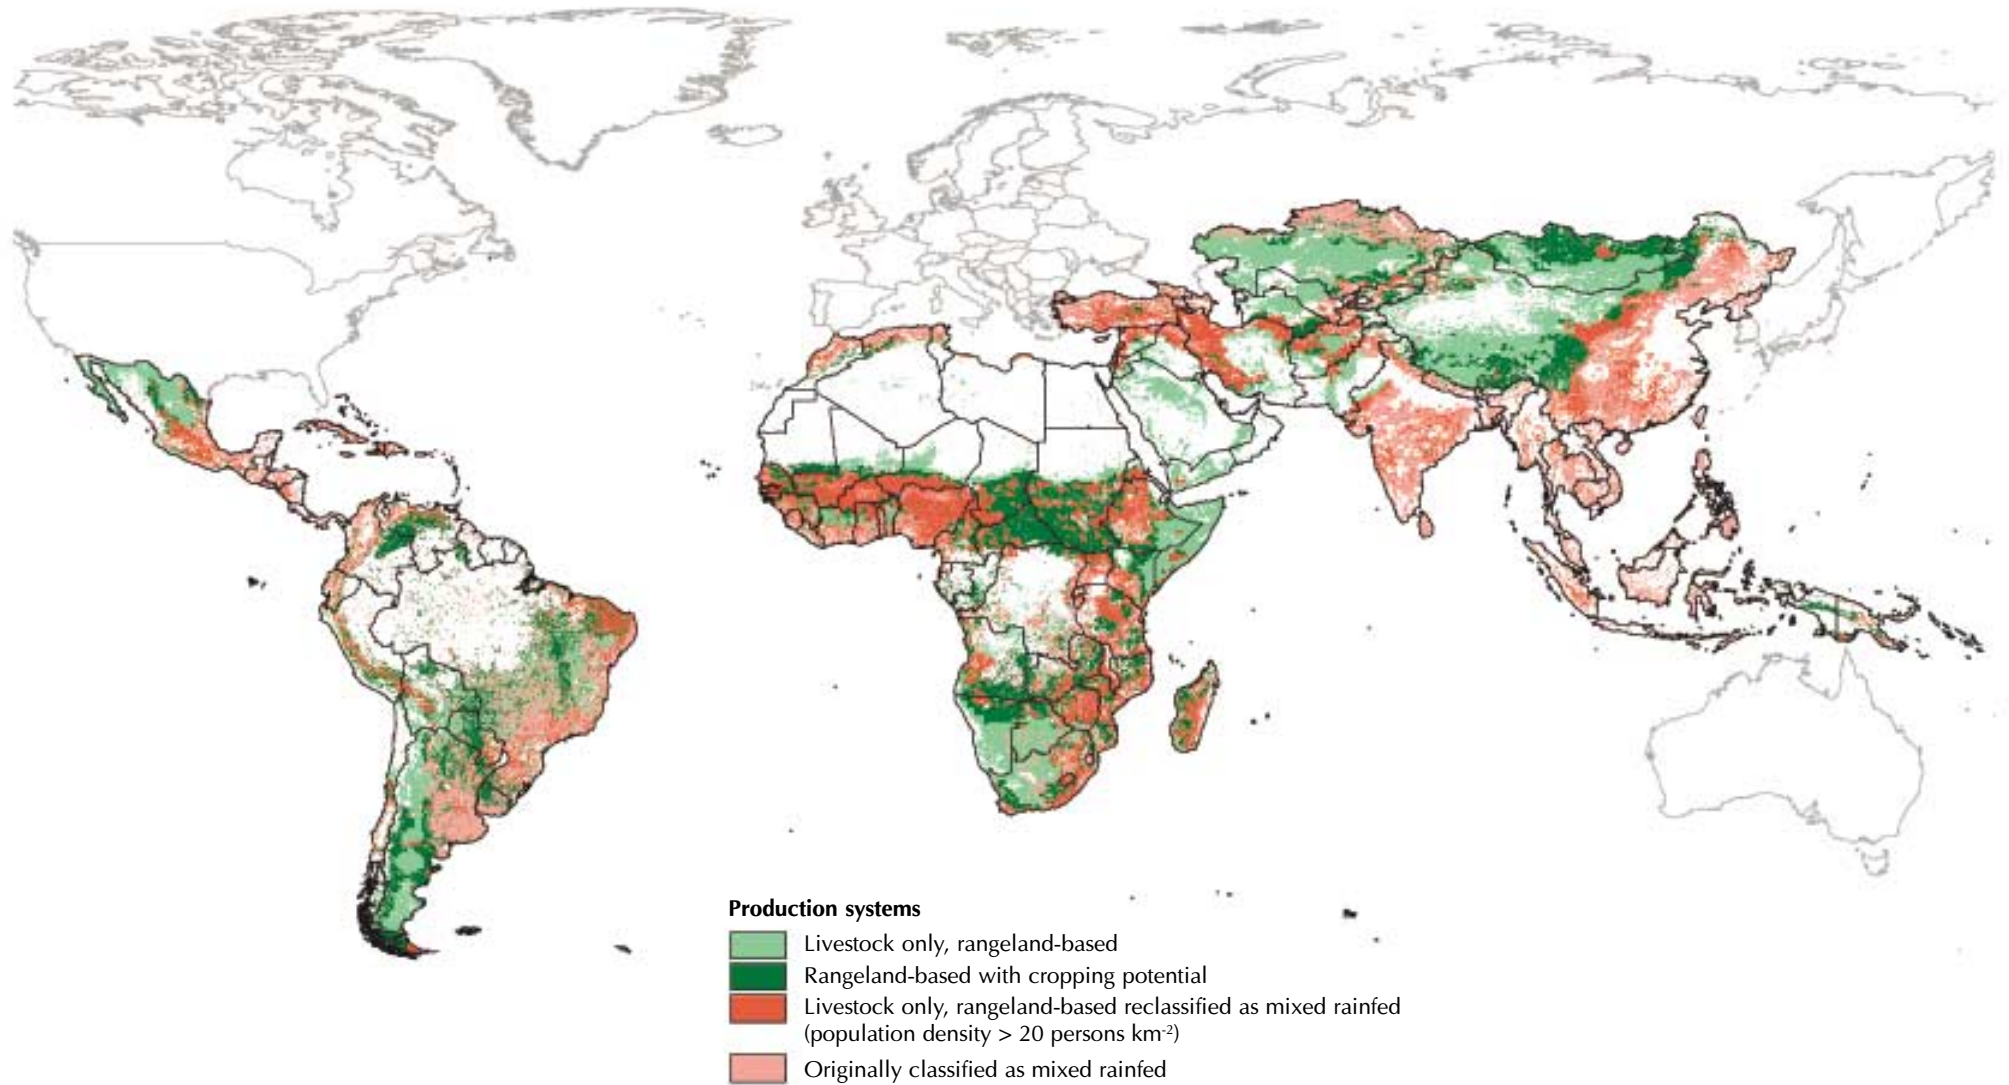 Production systems
Livestock only, rangeland-based
Rangeland-based with cropping potential
Livestock only, rangeland-based reclassified as mixed rainfed
(population density > 20 persons km-2)
Originally classified as mixed rainfed